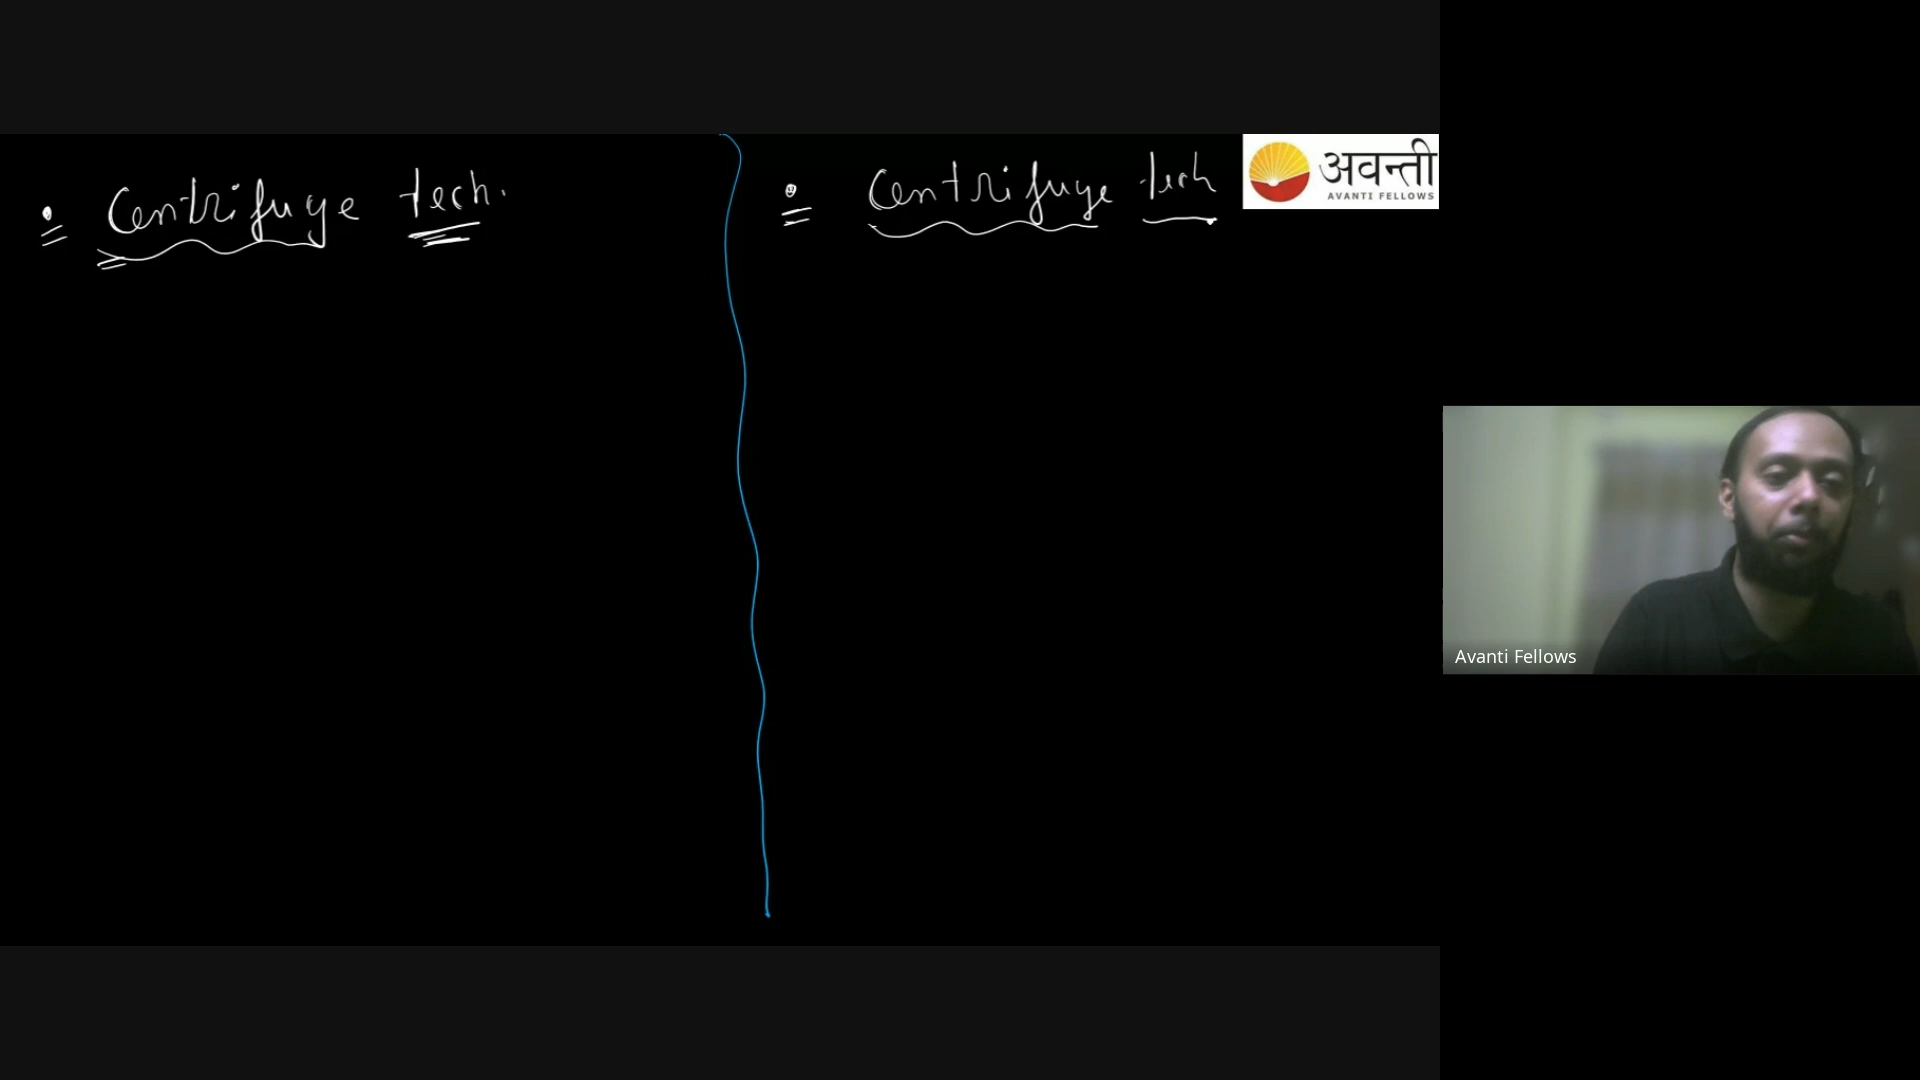 Centrifuge tech.
Centrifuge tech
अवन्ती
AVANTI FELLOWS
Avanti Fellows